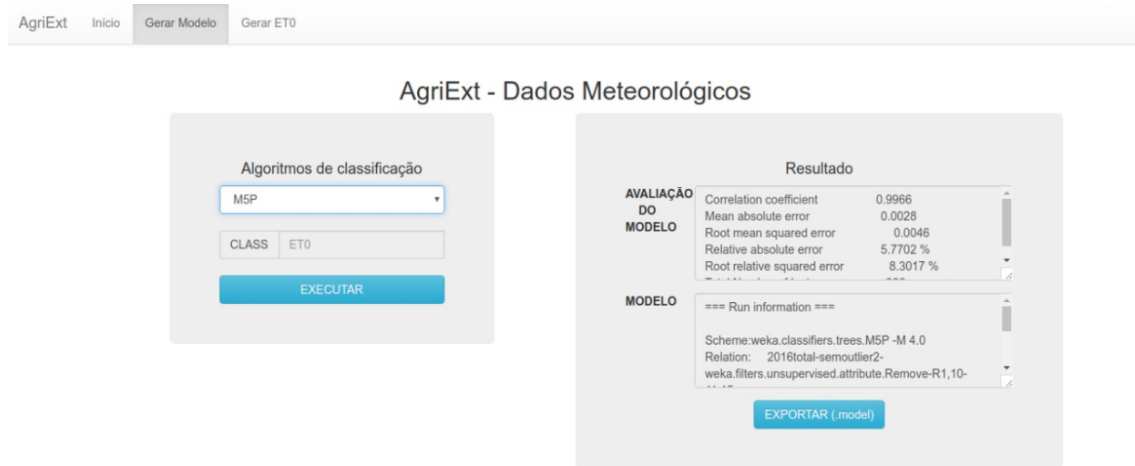 AgriExt Início Gerar Modelo Gerar ET0
AgriExt - Dados Meteorológicos
Algoritmos de classificação
M5P
CLASS ET0
EXECUTAR
Resultado
AVALIAÇÃO DO MODELO
Correlation coefficient 0.9966
Mean absolute error 0.0028
Root mean squared error 0.0046
Relative absolute error 5.7702 %
Root relative squared error 8.3017 %
MODELO
=== Run information ===
Scheme:weka.classifiers.trees.M5P -M 4.0
Relation: 2016total-semoutlier2-
weka.filters.unsupervised.attribute.Remove-R1,10-
EXPORTAR (.model)